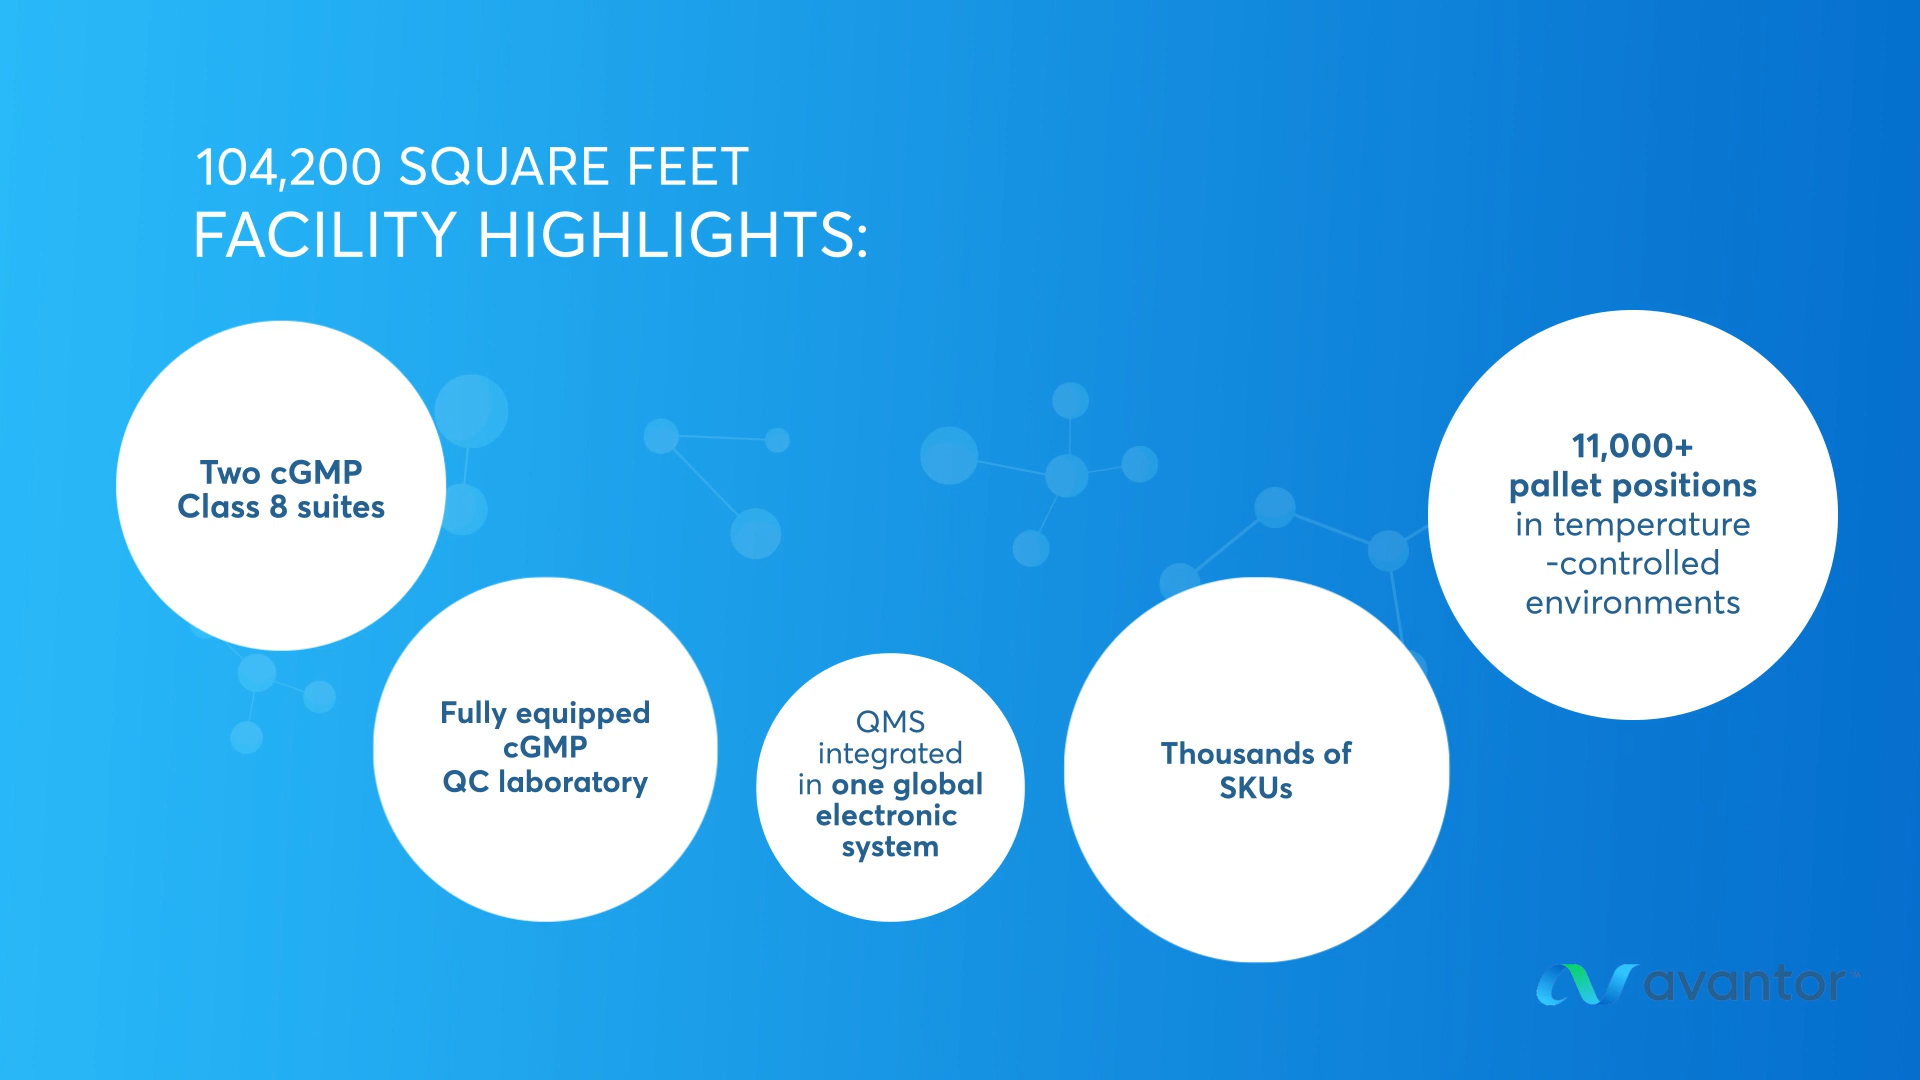 104,200 SQUARE FEET
FACILITY HIGHLIGHTS:
Two cGMP
Class 8 suites
Fully equipped
cGMP
QC laboratory
QMS
integrated
in one global
electronic
system
Thousands of
SKUs
11,000+
pallet positions
in temperature
-controlled
environments
avantor™